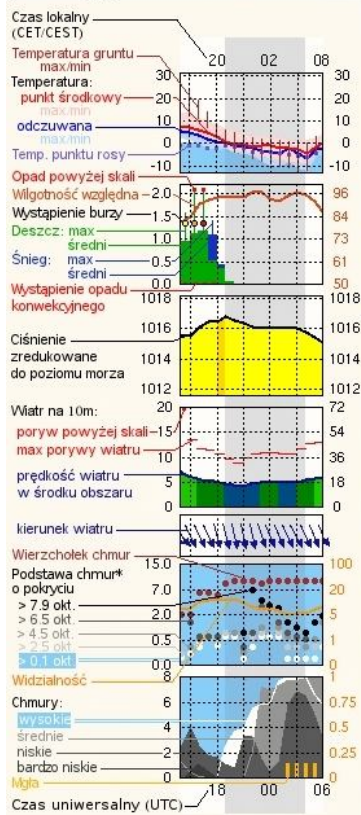 Czas lokalny
(CET/CEST)
20 02 08
Temperatura gruntu
max/min
Temperatura:
punkt środkowy
max/min
odczuwana
max/min
Temp. punktu rosy
30 30
20 20
10 10
0 0
-10 -10
Opad powyżej skali
Wilgotność względna
Wystąpienie burzy
Deszcz: max
średni
Śnieg: max
średni
Wystąpienie opadu
konwekcyjnego
2.0 96
1.5 84
1.0 73
0.5 61
0.0 50
Ciśnienie
zredukowane
do poziomu morza
1018 1018
1016 1016
1014 1014
1012 1012
Wiatr na 10m:
poryw powyżej skali
max porywy wiatru
prędkość wiatru
w środku obszaru
20 72
15 54
10 36
5 18
0 0
kierunek wiatru
Wierzchołek chmur
Podstawa chmur*
o pokryciu
> 7.9 okt.
> 6.5 okt.
> 4.5 okt.
> 2.5 okt.
> 0.1 okt.
Widzialność
15.0 100
7.0 20
2.0 5
0.5 1
0.0 0
Chmury:
wysokie
średnie
niskie
bardzo niskie
Mgła
8 1
6 0.75
4 0.5
2 0.25
0 0
18 00 06
Czas uniwersalny (UTC)